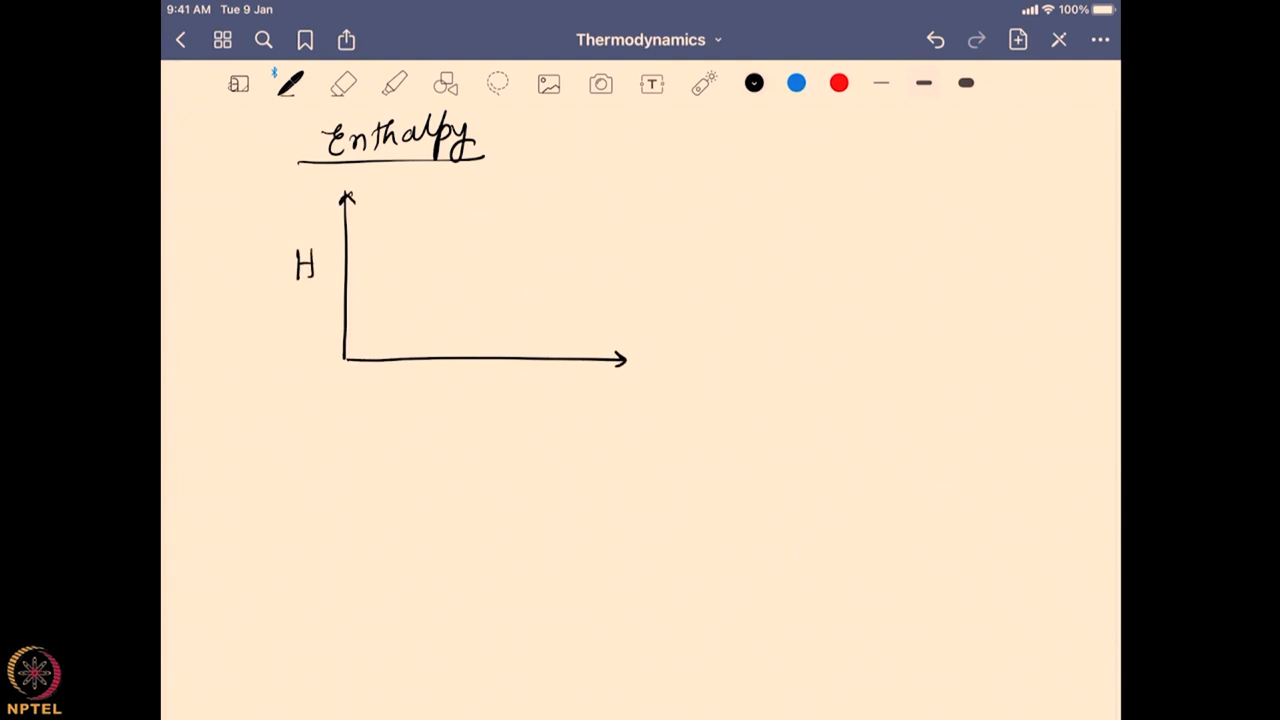 9:41 AM Tue 9 Jan 100%
Thermodynamics
T
Enthalpy
H
NPTEL